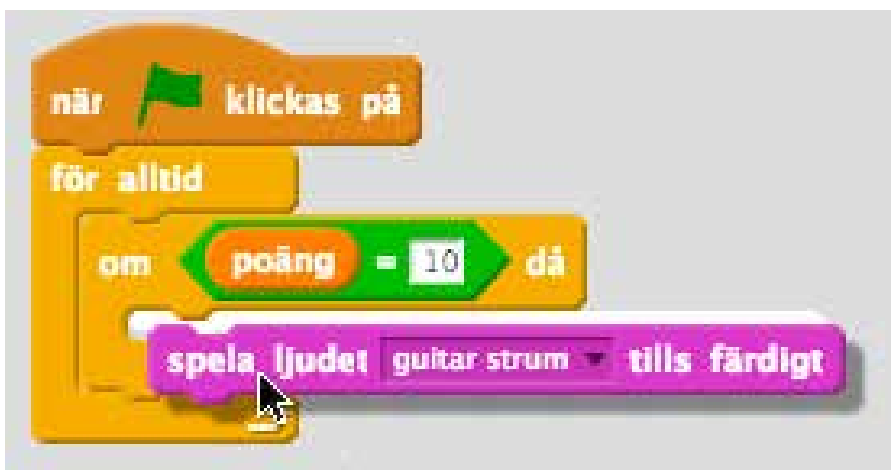 när klickas på
för alltid
om poäng = 10 då
spela ljudet guitar strum tills färdigt